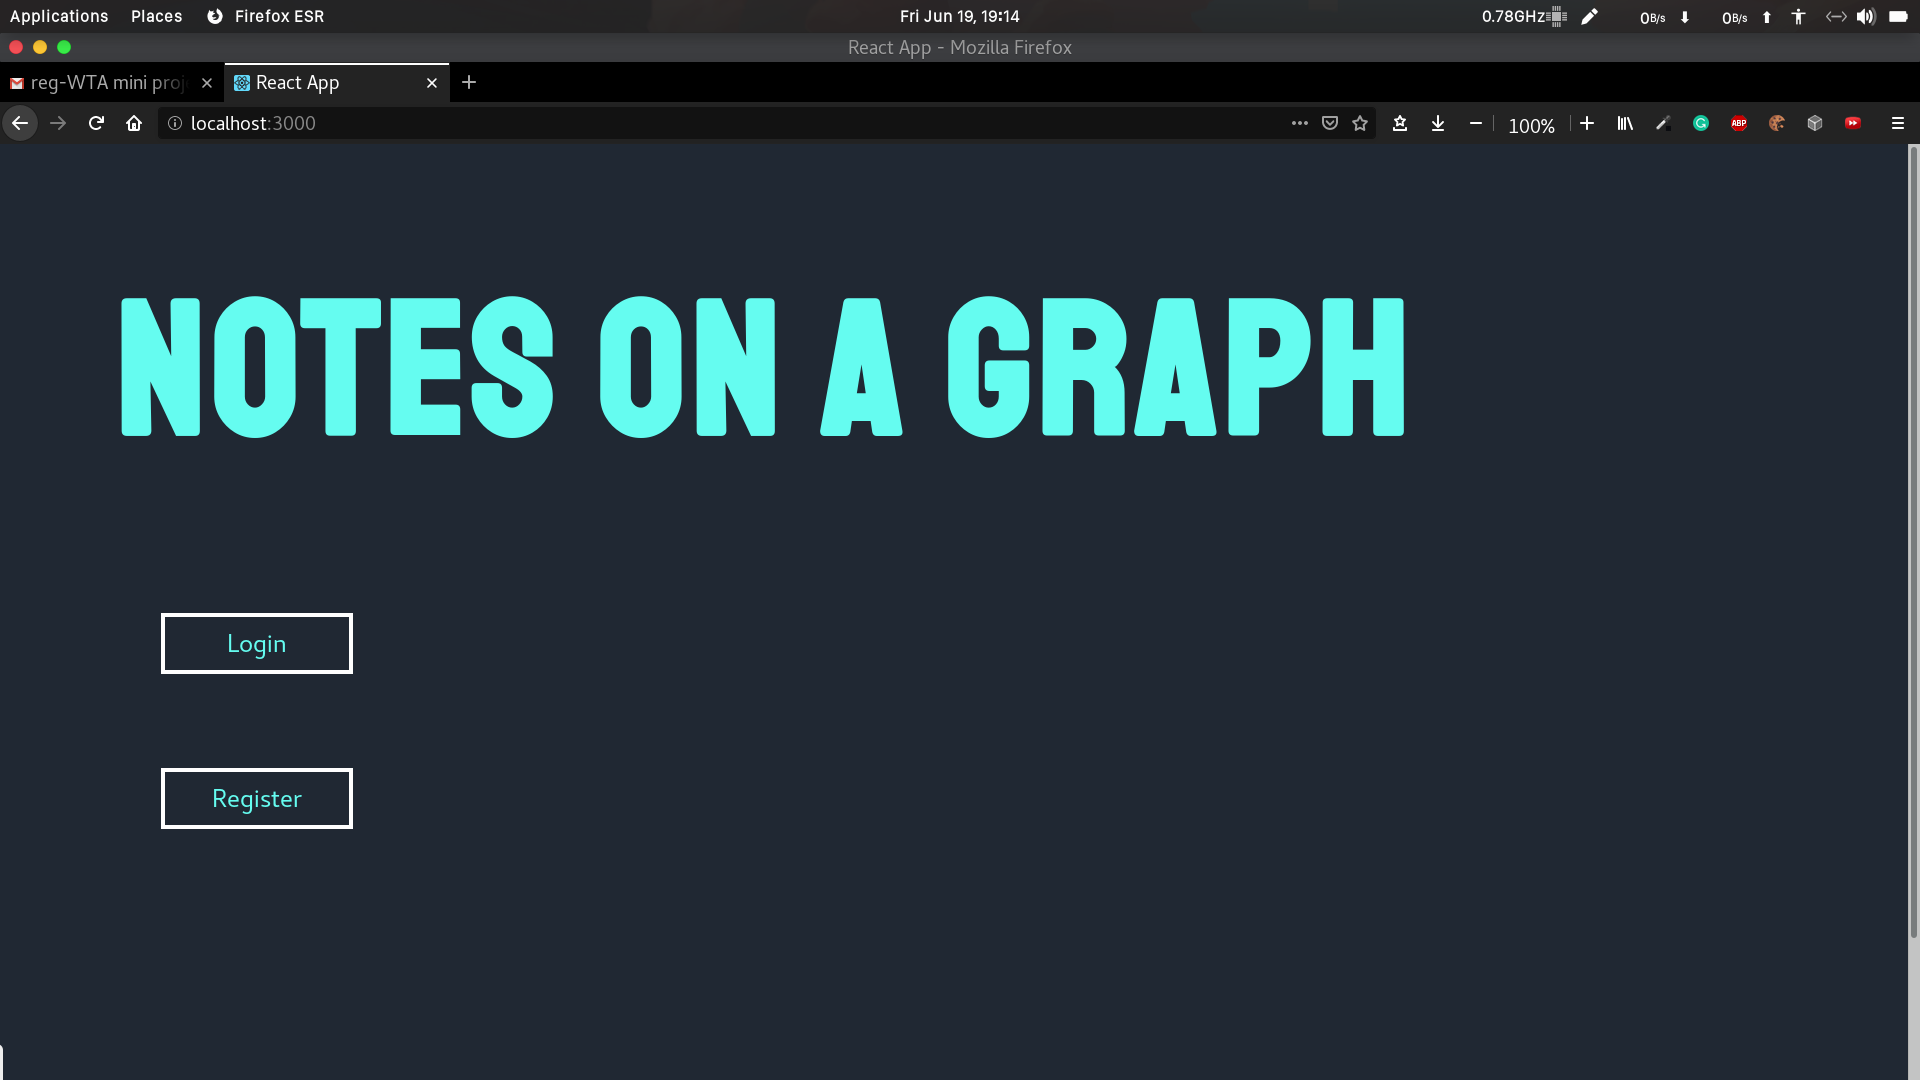 Applications Places Firefox ESR Fri Jun 19, 19:14 0.78GHz 0B/s 0B/s
React App - Mozilla Firefox
reg-WTA mini proj React App
localhost:3000 100% ABP
NOTES ON A GRAPH
Login
Register